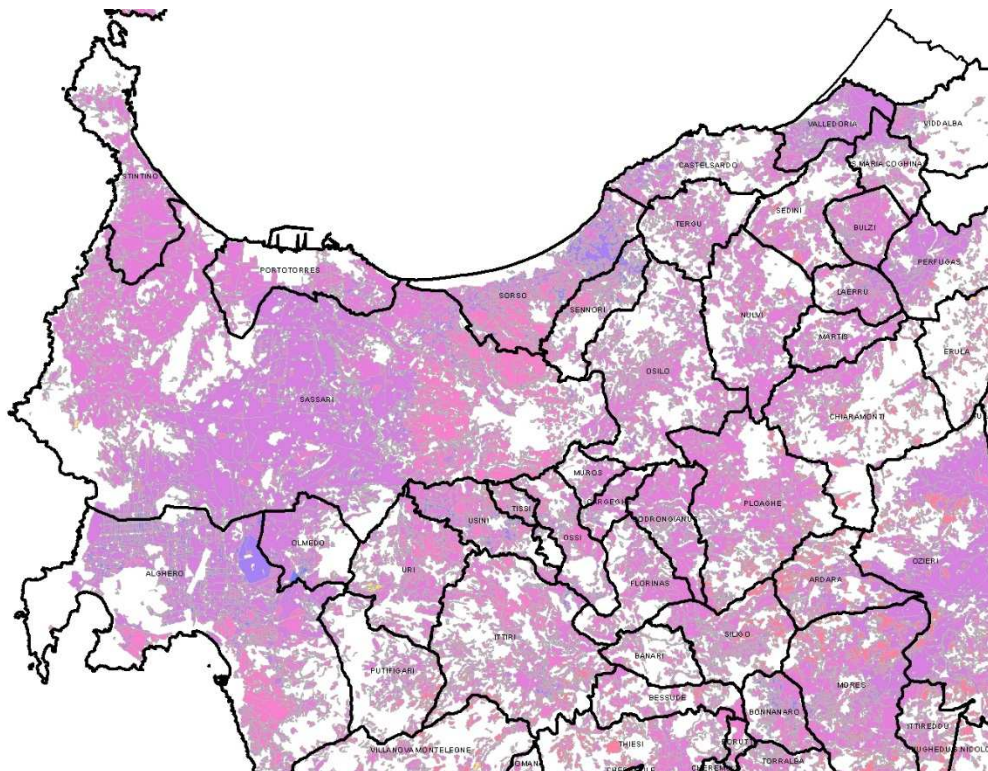 VALLEDORIA
VIDDALBA
CASTELSARDO
S.MARIA COGHINA
STINTINO
SEDINI
TERGU
BULZI
PERFUGAS
PORTOTORRES
LAERRU
SORSO
SENNORI
NULVI
MARTIS
ERULA
OSILO
SASSARI
CHIARAMONTI
MUROS
CARGEGHE
PLOAGHE
TISSI
USINI
CODRONGIANUS
OSSI
OLMEDO
OZIERI
ALGHERO
URI
FLORINAS
ARDARA
SILIGO
ITTIRI
BANARI
PUTIFIGARI
MORES
BESSUDE
BONNANARO
ITTIREDDU
THIESI
BORUTTA
VILLANOVA MONTELEONE
TORRALBA
CHEREMULE